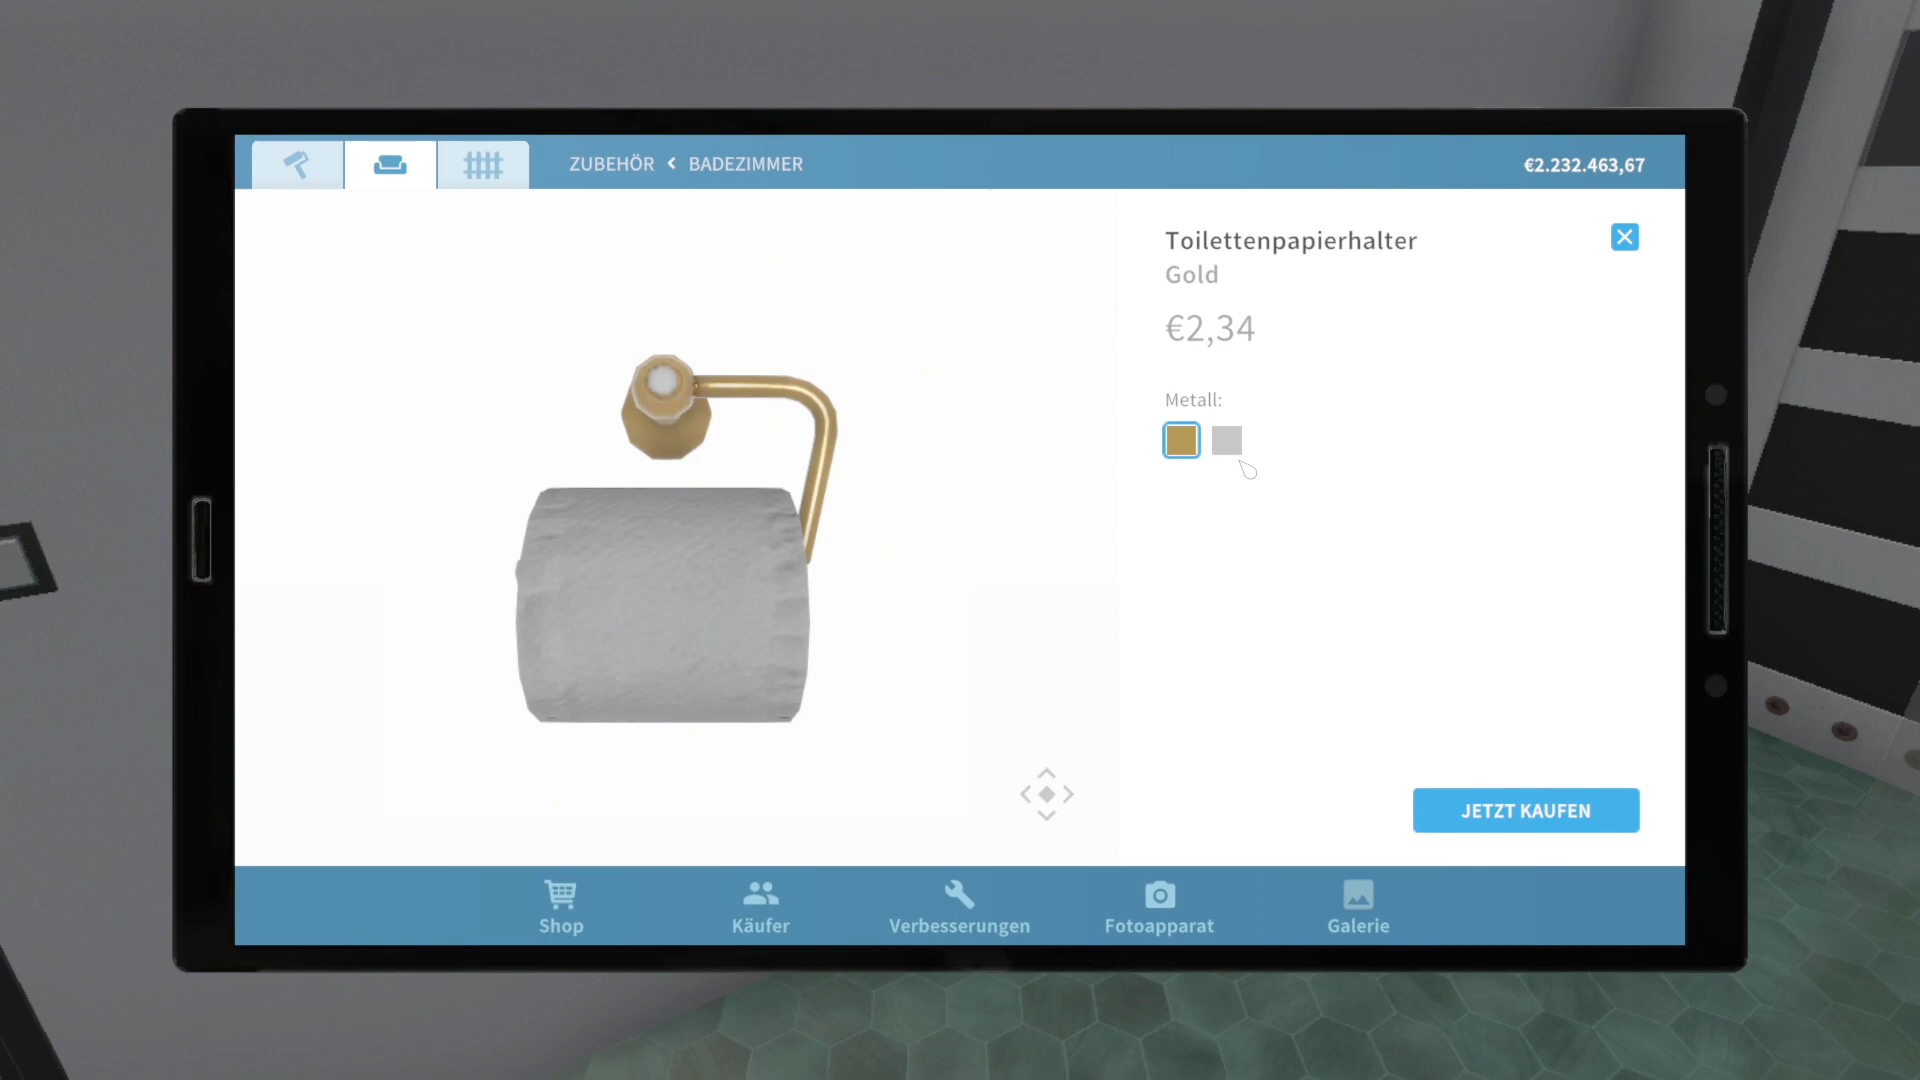 ZUBEHÖR < BADEZIMMER
€2.232.463,67
Toilettenpapierhalter
Gold
€2,34
Metall:
JETZT KAUFEN
Shop
Käufer
Verbesserungen
Fotoapparat
Galerie